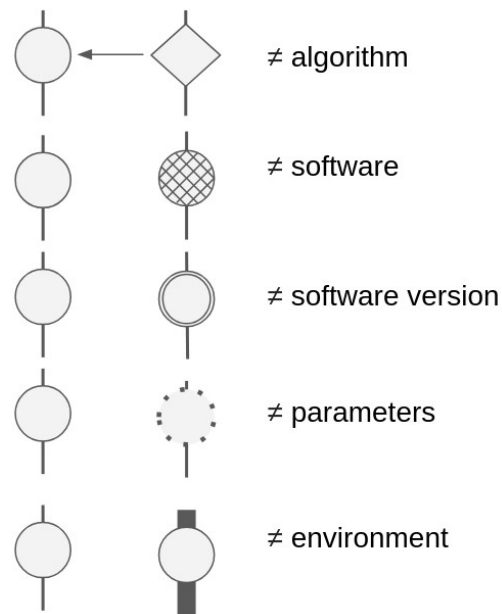 ≠ algorithm
≠ software
≠ software version
≠ parameters
≠ environment